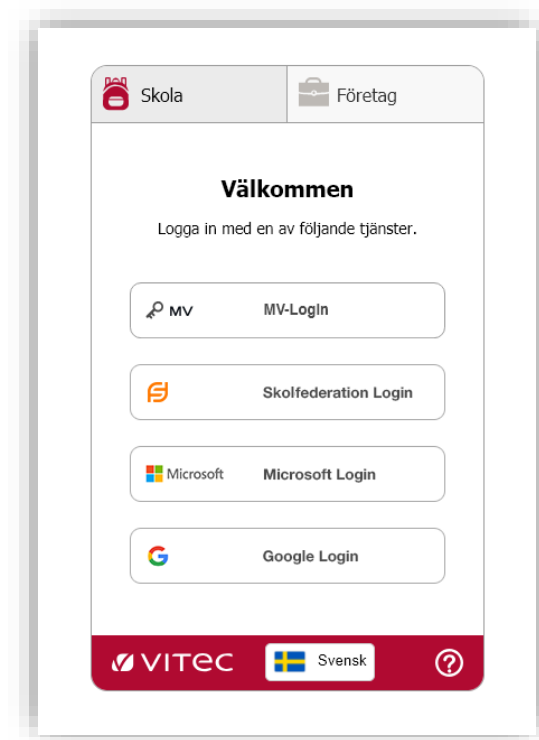 Skola
Företag
Välkommen
Logga in med en av följande tjänster.
MV MV-Login
Skolfederation Login
Microsoft Microsoft Login
Google Login
VITEC Svensk ?